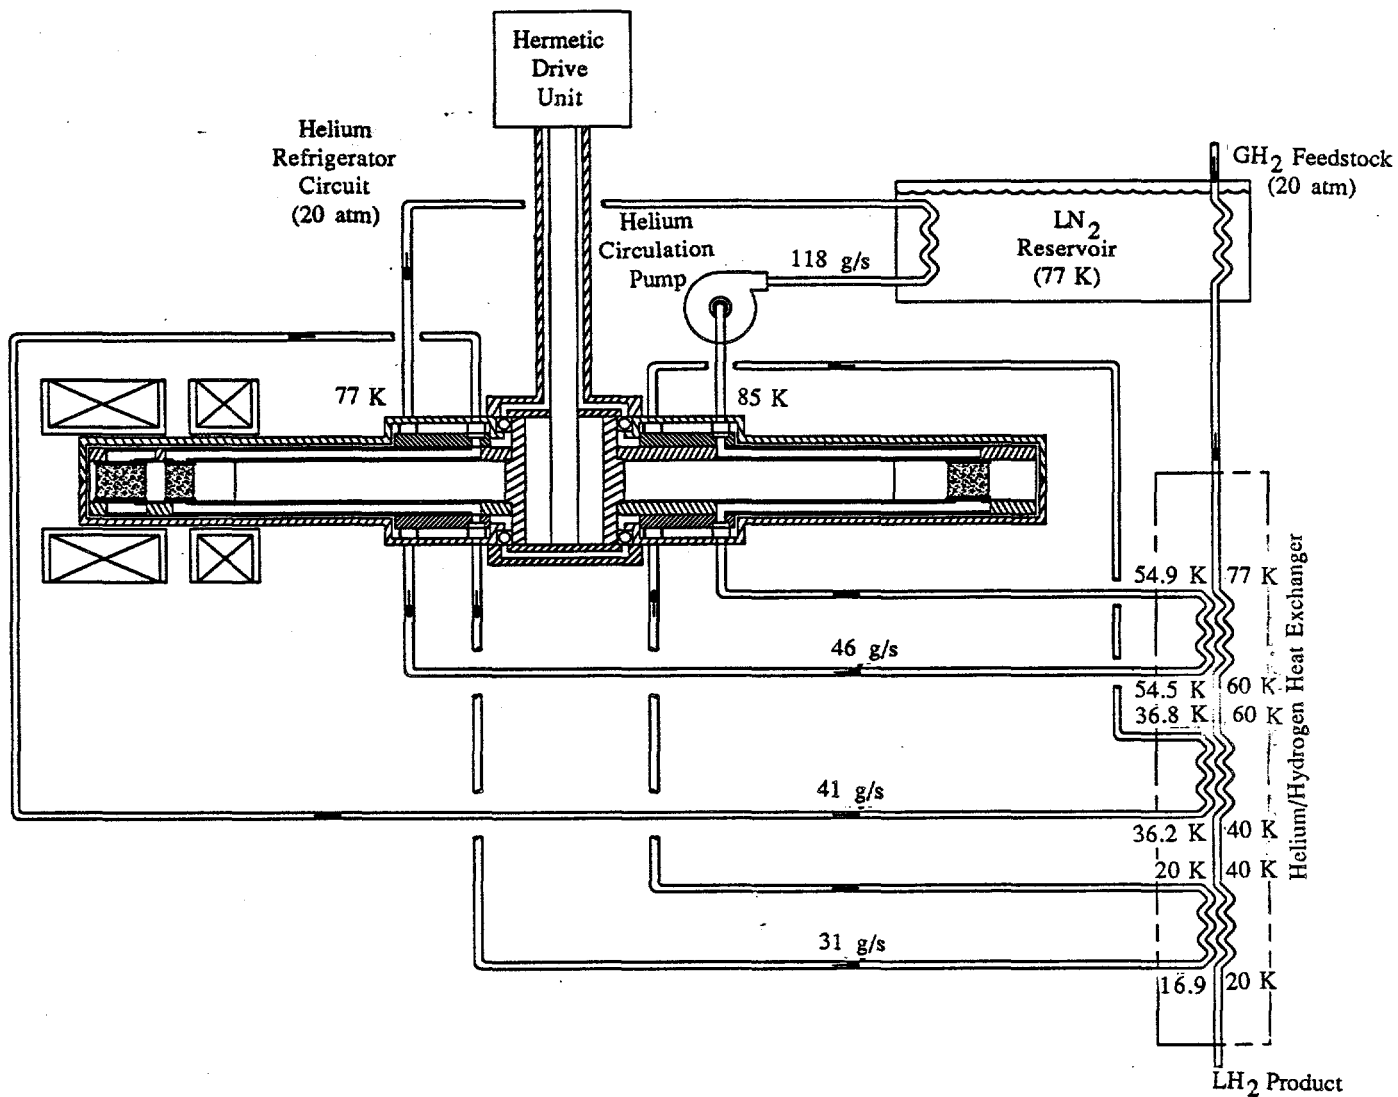 Hermetic
Drive
Unit
Helium
Refrigerator
Circuit
(20 atm)
GH2 Feedstock
(20 atm)
Helium
Circulation
Pump
118 g/s
LN2
Reservoir
(77 K)
77 K
85 K
54.9 K
77 K
46 g/s
54.5 K
60 K
36.8 K
60 K
Helium/Hydrogen Heat Exchanger
41 g/s
36.2 K
40 K
20 K
40 K
31 g/s
16.9
20 K
LH2 Product